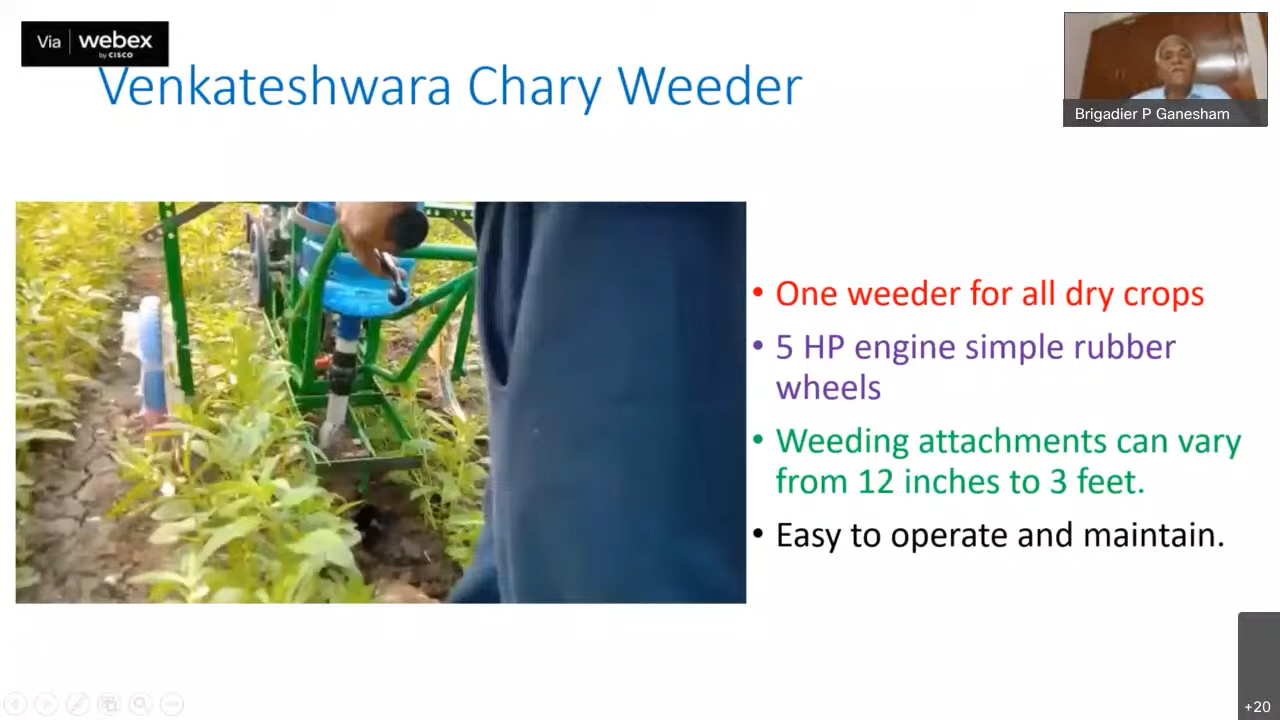 Via webex
by CISCO
Venkateshwara Chary Weeder
Brigadier P Ganesham
• One weeder for all dry crops
• 5 HP engine simple rubber
wheels
• Weeding attachments can vary
from 12 inches to 3 feet.
• Easy to operate and maintain.
+20